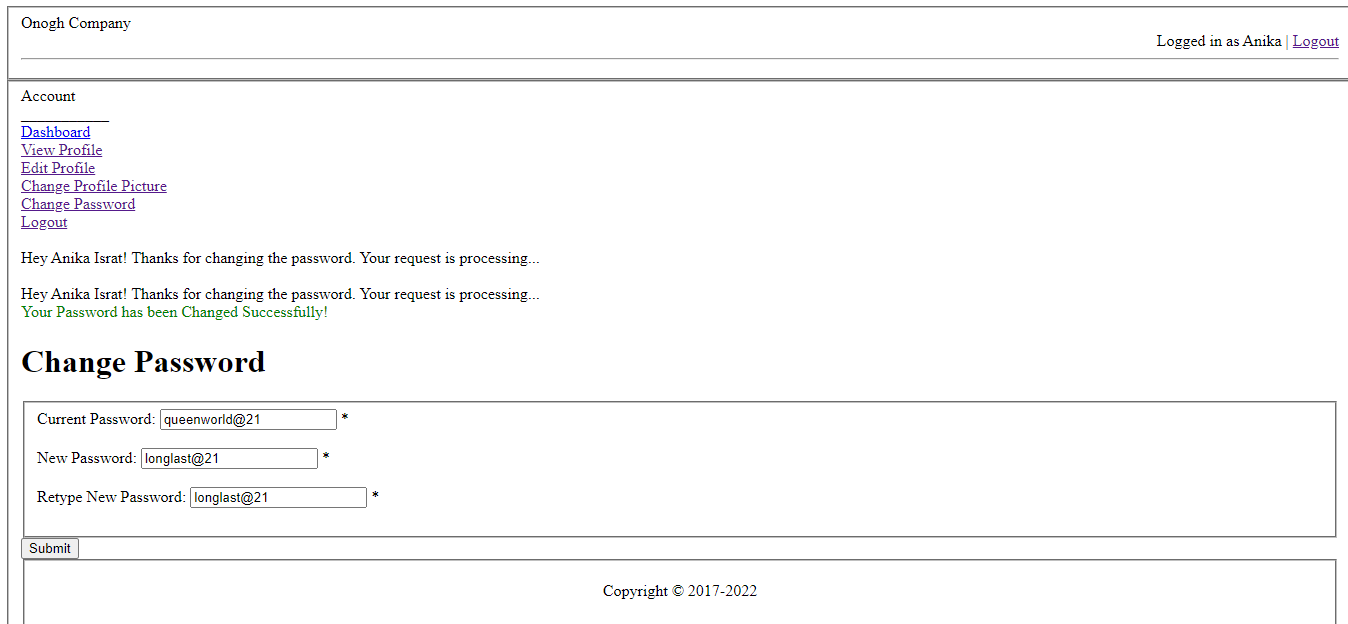 Onogh Company
Logged in as Anika | Logout
Account
Dashboard
View Profile
Edit Profile
Change Profile Picture
Change Password
Logout
Hey Anika Israt! Thanks for changing the password. Your request is processing...
Hey Anika Israt! Thanks for changing the password. Your request is processing...
Your Password has been Changed Successfully!
Change Password
Current Password: queenworld@21 *
New Password: longlast@21 *
Retype New Password: longlast@21 *
Submit
Copyright © 2017-2022